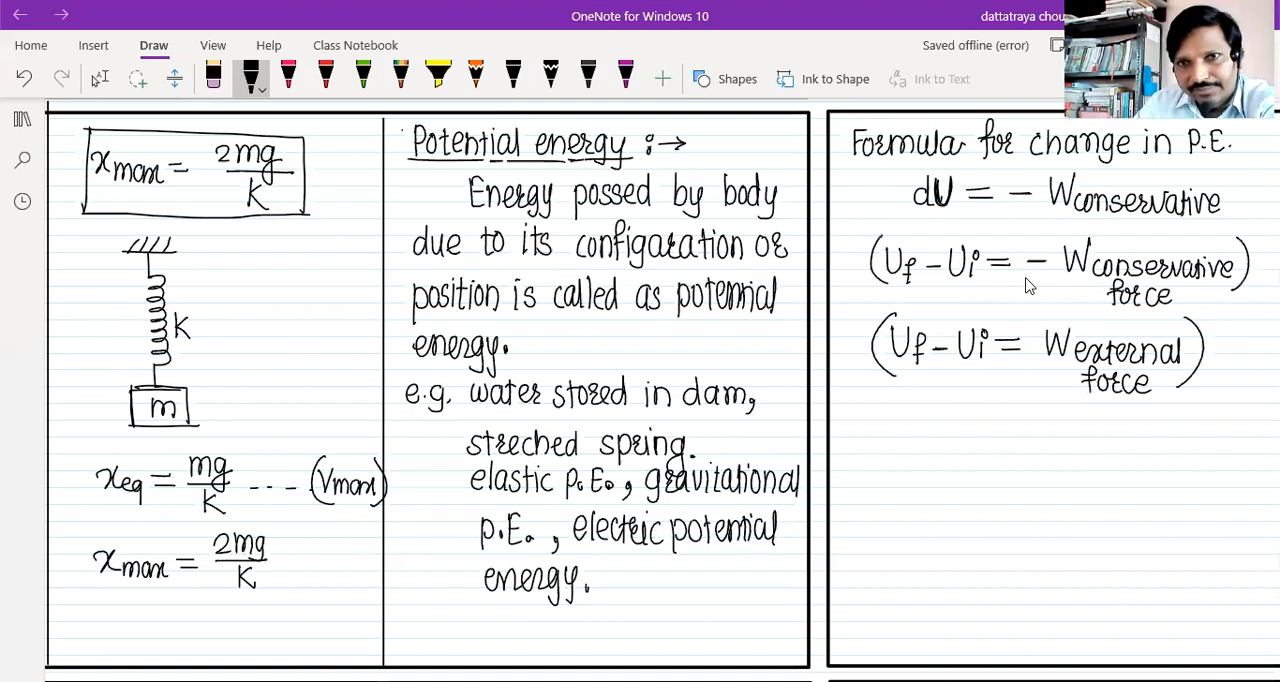 OneNote for Windows 10
dattatraya chou
Home Insert Draw View Help Class Notebook
Saved offline (error)
Shapes Ink to Shape Ink to Text
xmax = 2mg/K
K
m
xeq = mg/K --- (Vmax)
xmax = 2mg/K
Potential energy :→
Energy possed by body
due to its configaration or
position is called as potential
energy.
e.g. water stored in dam,
streched spring.
elastic p.E., gravitational
p.E., electric potential
energy.
Formula for change in P.E.
dU = - Wconservative
(Uf - Ui = - Wconservative
force)
(Uf - Ui = Wexternal
force)